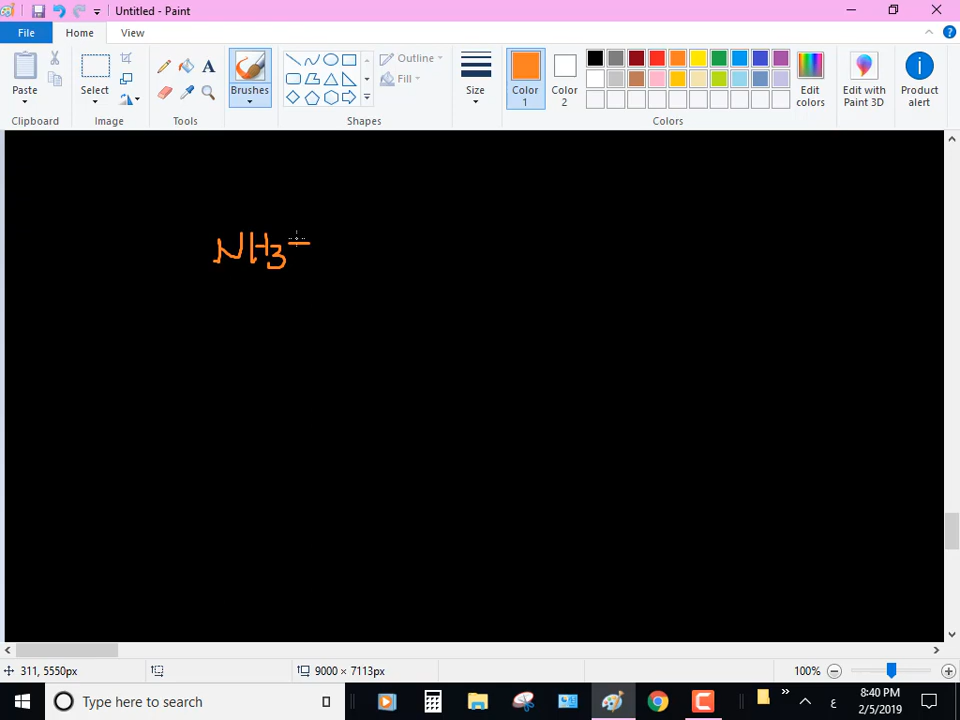 Untitled - Paint
File Home View
Paste Select Brushes Outline Fill Size Color 1 Color 2 Edit colors Edit with Paint 3D Product alert
Clipboard Image Tools Shapes Colors
NH3
311, 5550px 9000 × 7113px 100%
Type here to search
ع
8:40 PM
2/5/2019